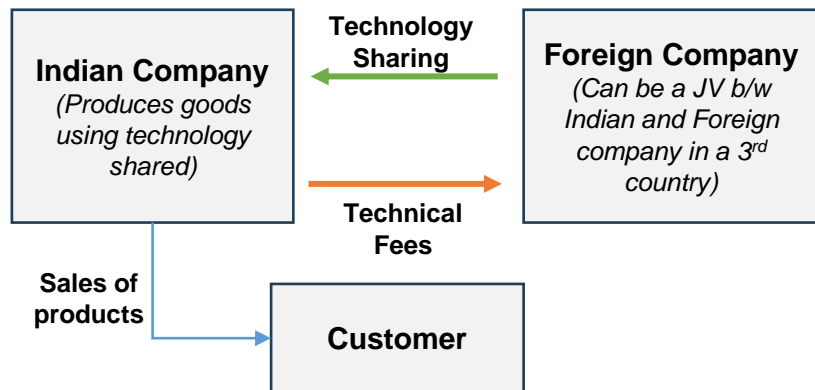 Indian Company
(Produces goods
using technology
shared)
Technology
Sharing
Foreign Company
(Can be a JV b/w
Indian and Foreign
company in a 3rd
country)
Technical
Fees
Sales of
products
Customer